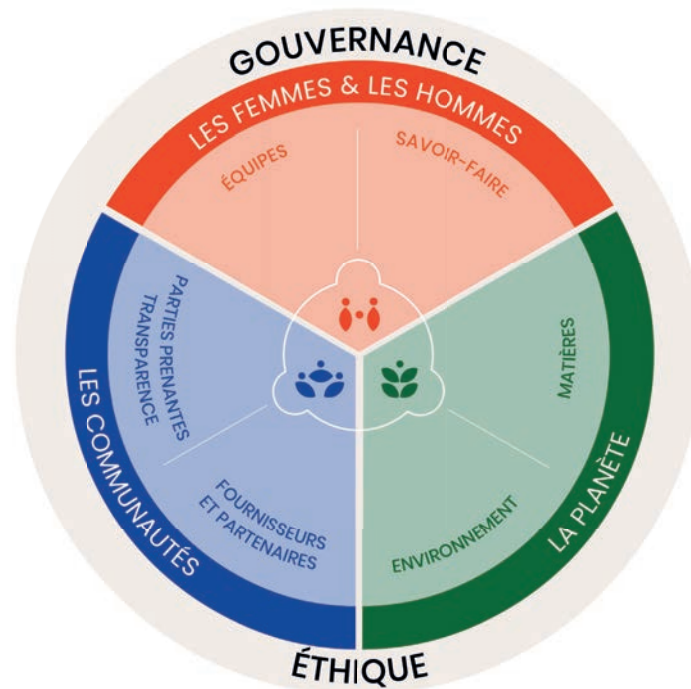 GOUVERNANCE
LES FEMMES & LES HOMMES
ÉQUIPES
SAVOIR-FAIRE
PARTIES PRENANTES
TRANSPARENCE
MATIÈRES
LES COMMUNAUTÉS
FOURNISSEURS
ET PARTENAIRES
ENVIRONNEMENT
LA PLANÈTE
ÉTHIQUE